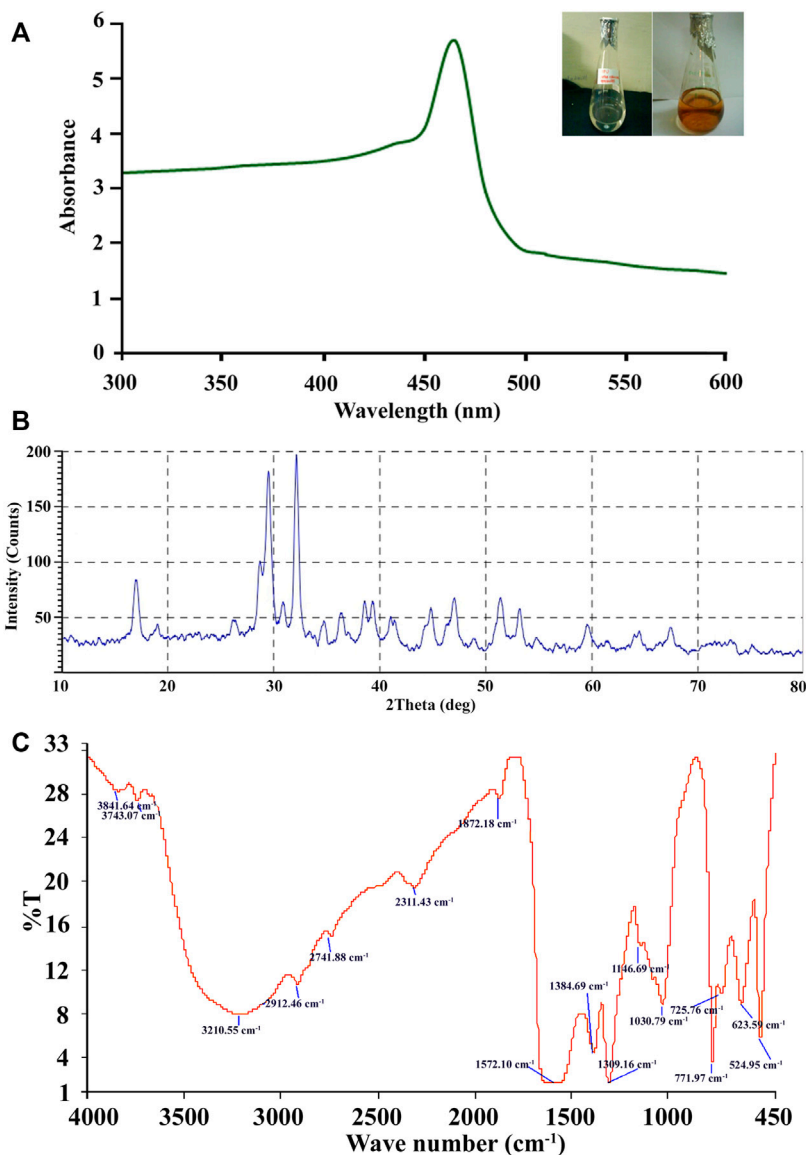 A
6
5
4
3
2
1
0
Absorbance
300 350 400 450 500 550 600
Wavelength (nm)
B
200
150
100
50
Intensity (Counts)
10 20 30 40 50 60 70 80
2Theta (deg)
C
33
28
24
20
16
12
8
4
1
%T
3841.64 cm⁻¹
3743.07 cm⁻¹
1872.18 cm⁻¹
2311.43 cm⁻¹
2741.88 cm⁻¹
2912.46 cm⁻¹
3210.55 cm⁻¹
1146.69 cm⁻¹
1384.69 cm⁻¹
1030.79 cm⁻¹
725.76 cm⁻¹
623.59 cm⁻¹
524.95 cm⁻¹
1572.10 cm⁻¹
1309.16 cm⁻¹
771.97 cm⁻¹
4000 3500 3000 2500 2000 1500 1000 450
Wave number (cm⁻¹)